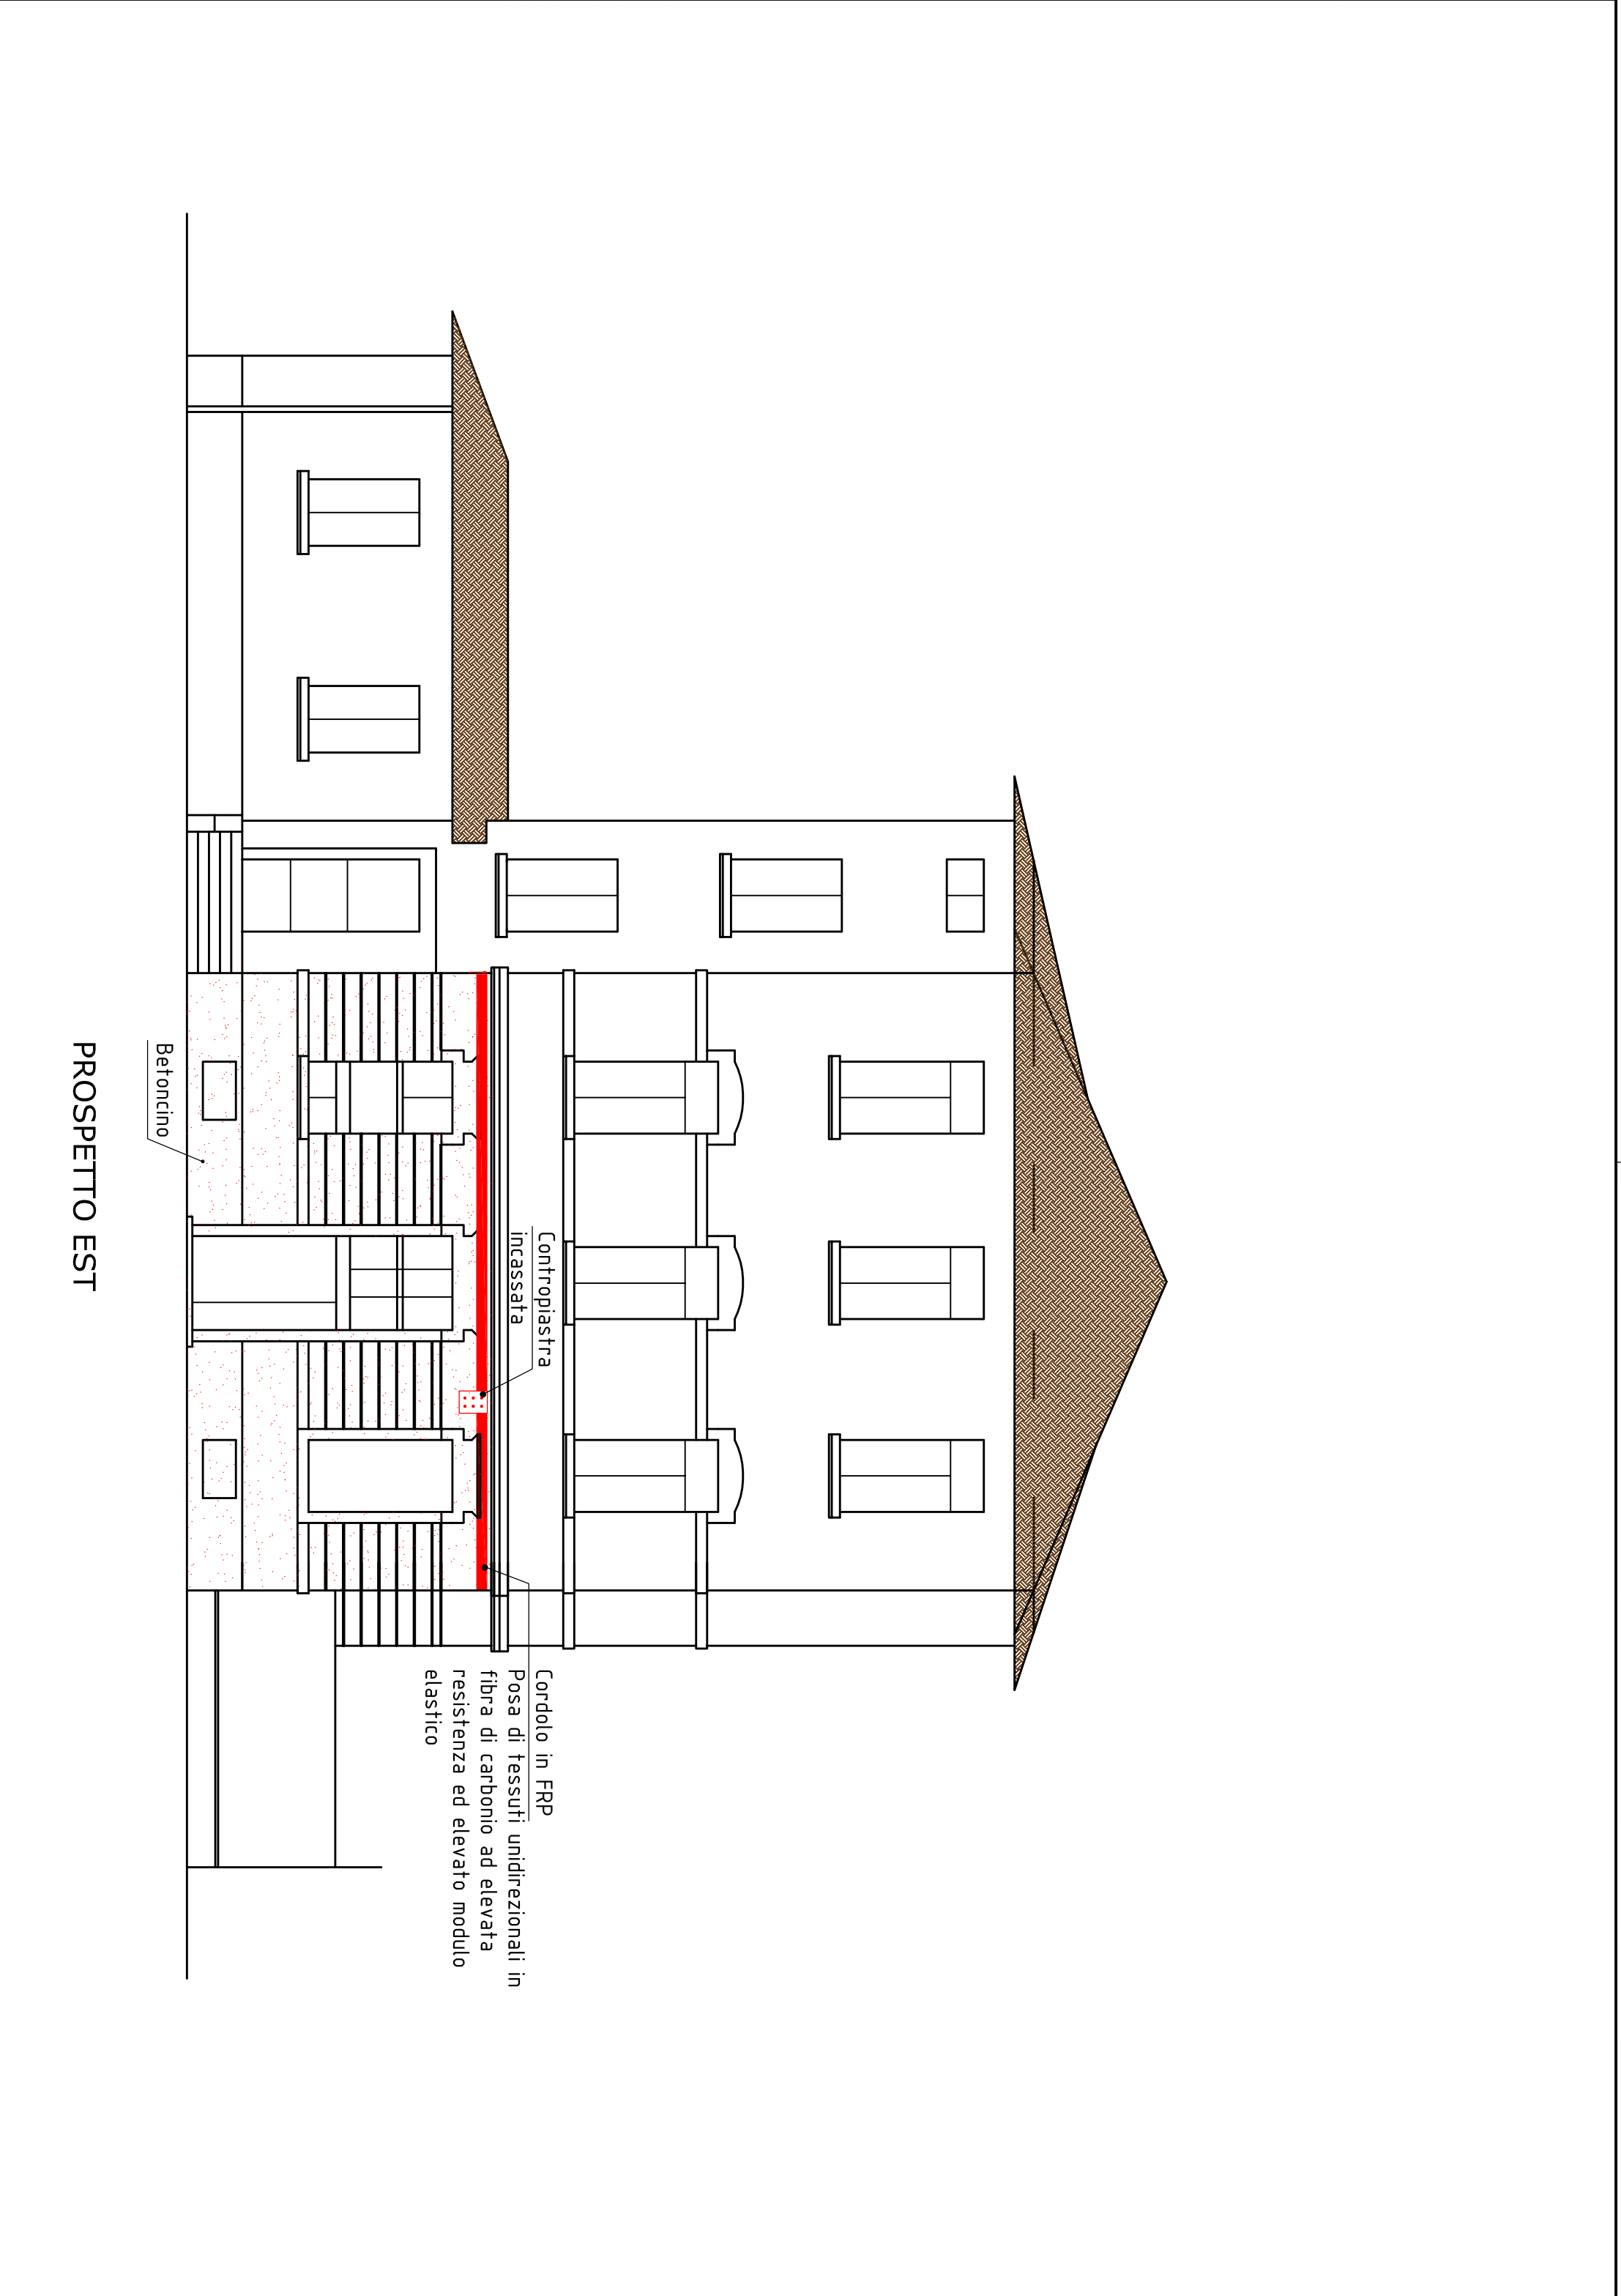 Contropiastra
incassata
Cordolo in FRP
Posa di tessuti unidirezionali in
fibra di carbonio ad elevata
resistenza ed elevato modulo
elastico
Betoncino
PROSPETTO EST